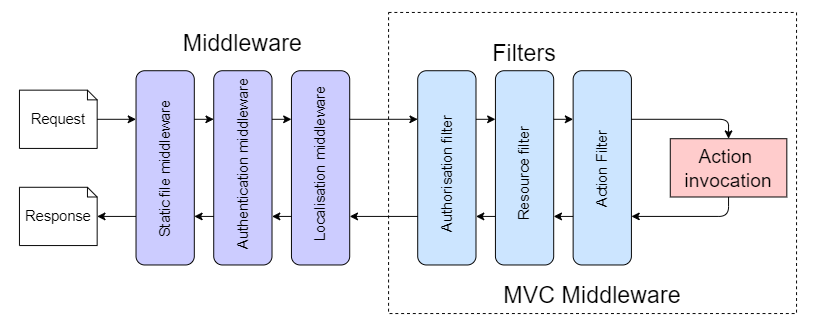 Middleware
Filters
Request
Response
Static file middleware
Authentication middleware
Localisation middleware
Authorisation filter
Resource filter
Action Filter
Action
invocation
MVC Middleware